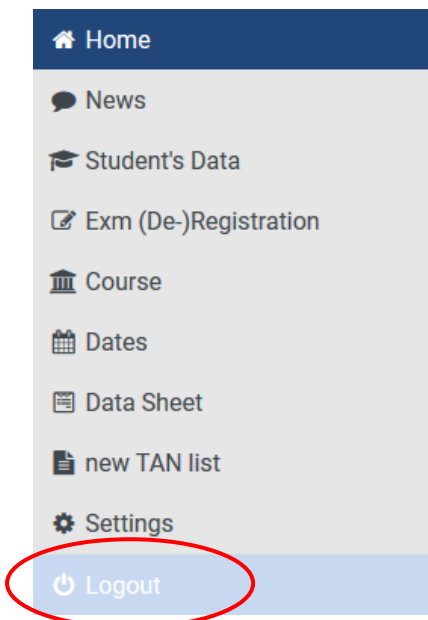 Home
News
Student's Data
Exm (De-)Registration
Course
Dates
Data Sheet
new TAN list
Settings
Logout